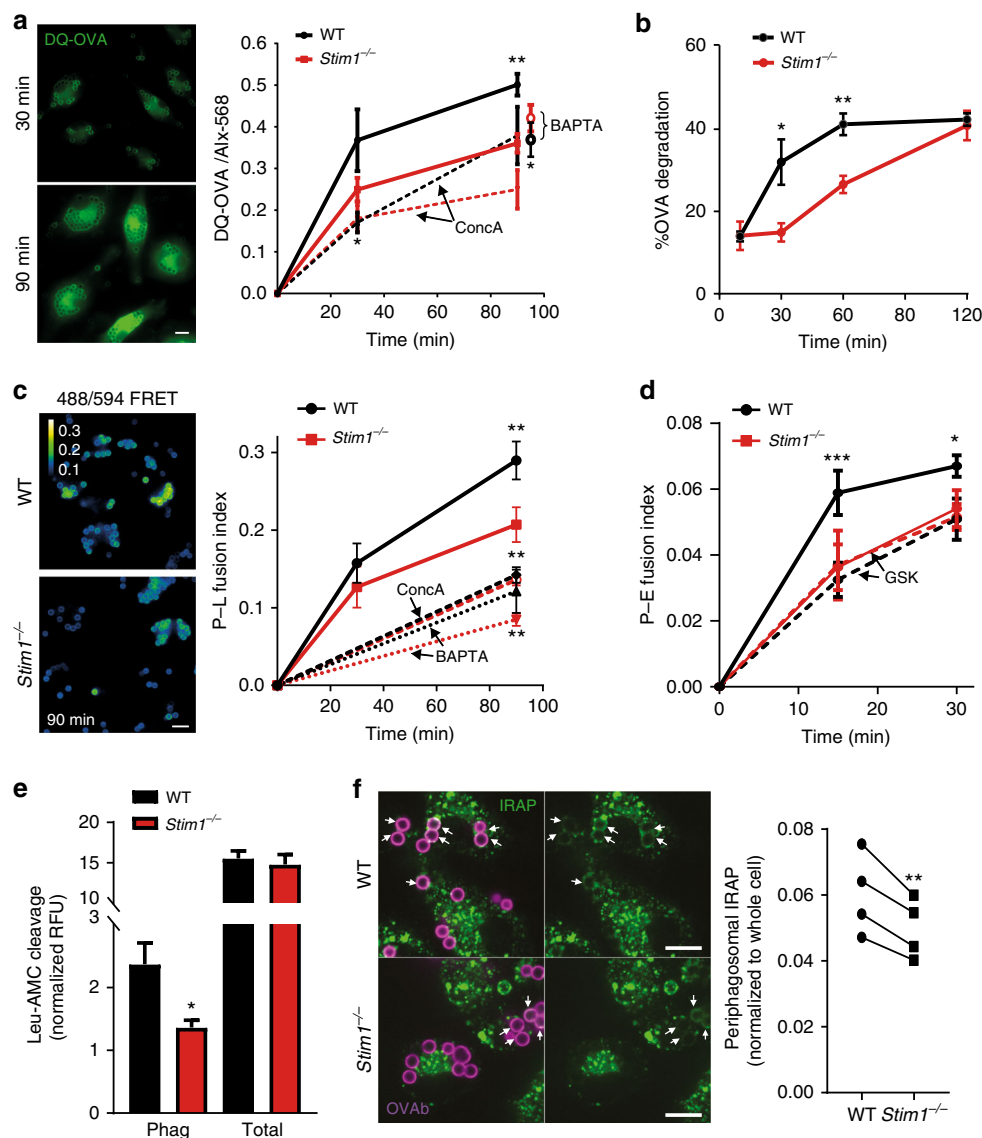 a
DQ-OVA
30 min
90 min
DQ-OVA /Alx-568
0.6
0.5
0.4
0.3
0.2
0.1
0.0
WT
Stim1–/–
**
BAPTA
*
ConcA
*
20 40 60 80 100
Time (min)
b
WT
Stim1–/–
%OVA degradation
60
40
20
0
*
**
0 30 60 80 120
Time (min)
c
488/594 FRET
0.3
0.2
0.1
WT
Stim1–/–
90 min
WT
Stim1–/–
P–L fusion index
0.3
0.2
0.1
0.0
**
**
ConcA
BAPTA
**
20 40 60 80 100
Time (min)
d
WT
Stim1–/–
P–E fusion index
0.08
0.06
0.04
0.02
0.00
***
*
GSK
0 10 20 30
Time (min)
e
WT
Stim1–/–
Leu-AMC cleavage
(normalized RFU)
20
15
10
3
2
1
0
*
Phag Total
f
IRAP
WT
Stim1–/–
OVAb
Periphagosomal IRAP
(normalized to whole cell)
0.08
0.06
0.04
0.02
0.00
**
WT Stim1–/–